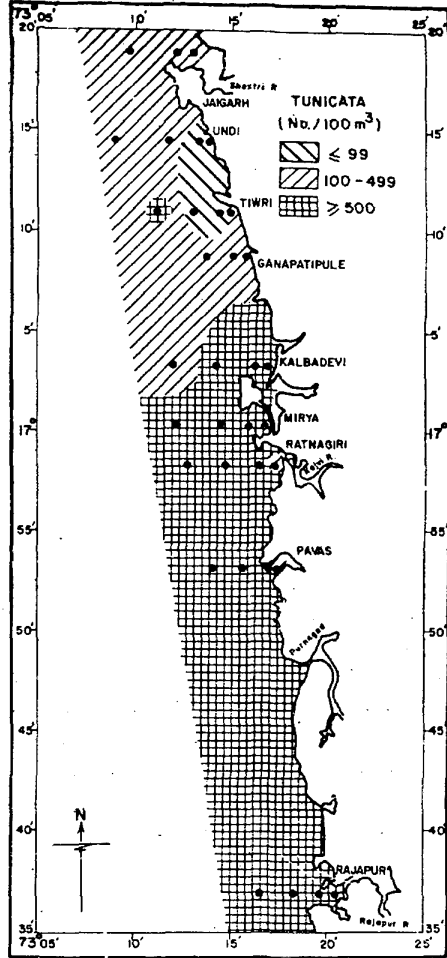 73° 05' 10' 15' 20' 25'
20' 20'
Shastri R
JAIGARH
TUNICATA
(No./100 m³)
15' UNDI 15'
≤ 99
100-499
≥ 500
TIWRI
10' 10'
GANAPATIPULE
5' 5'
KALBADEVI
MIRYA
17° 17°
RATNAGIRI
55' 55'
PAVAS
50' 50'
Purnagad
45' 45'
N
40' 40'
RAJAPUR
Rajapur R
35' 35'
73° 05' 10' 15' 20' 25'